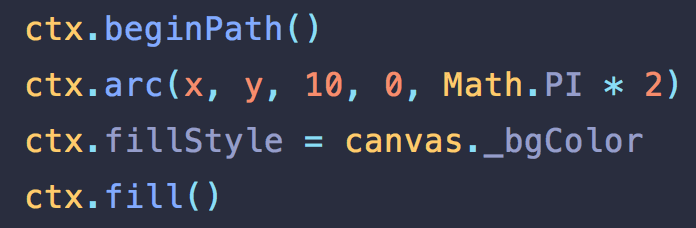 ctx.beginPath()
ctx.arc(x, y, 10, 0, Math.PI * 2)
ctx.fillStyle = canvas._bgColor
ctx.fill()